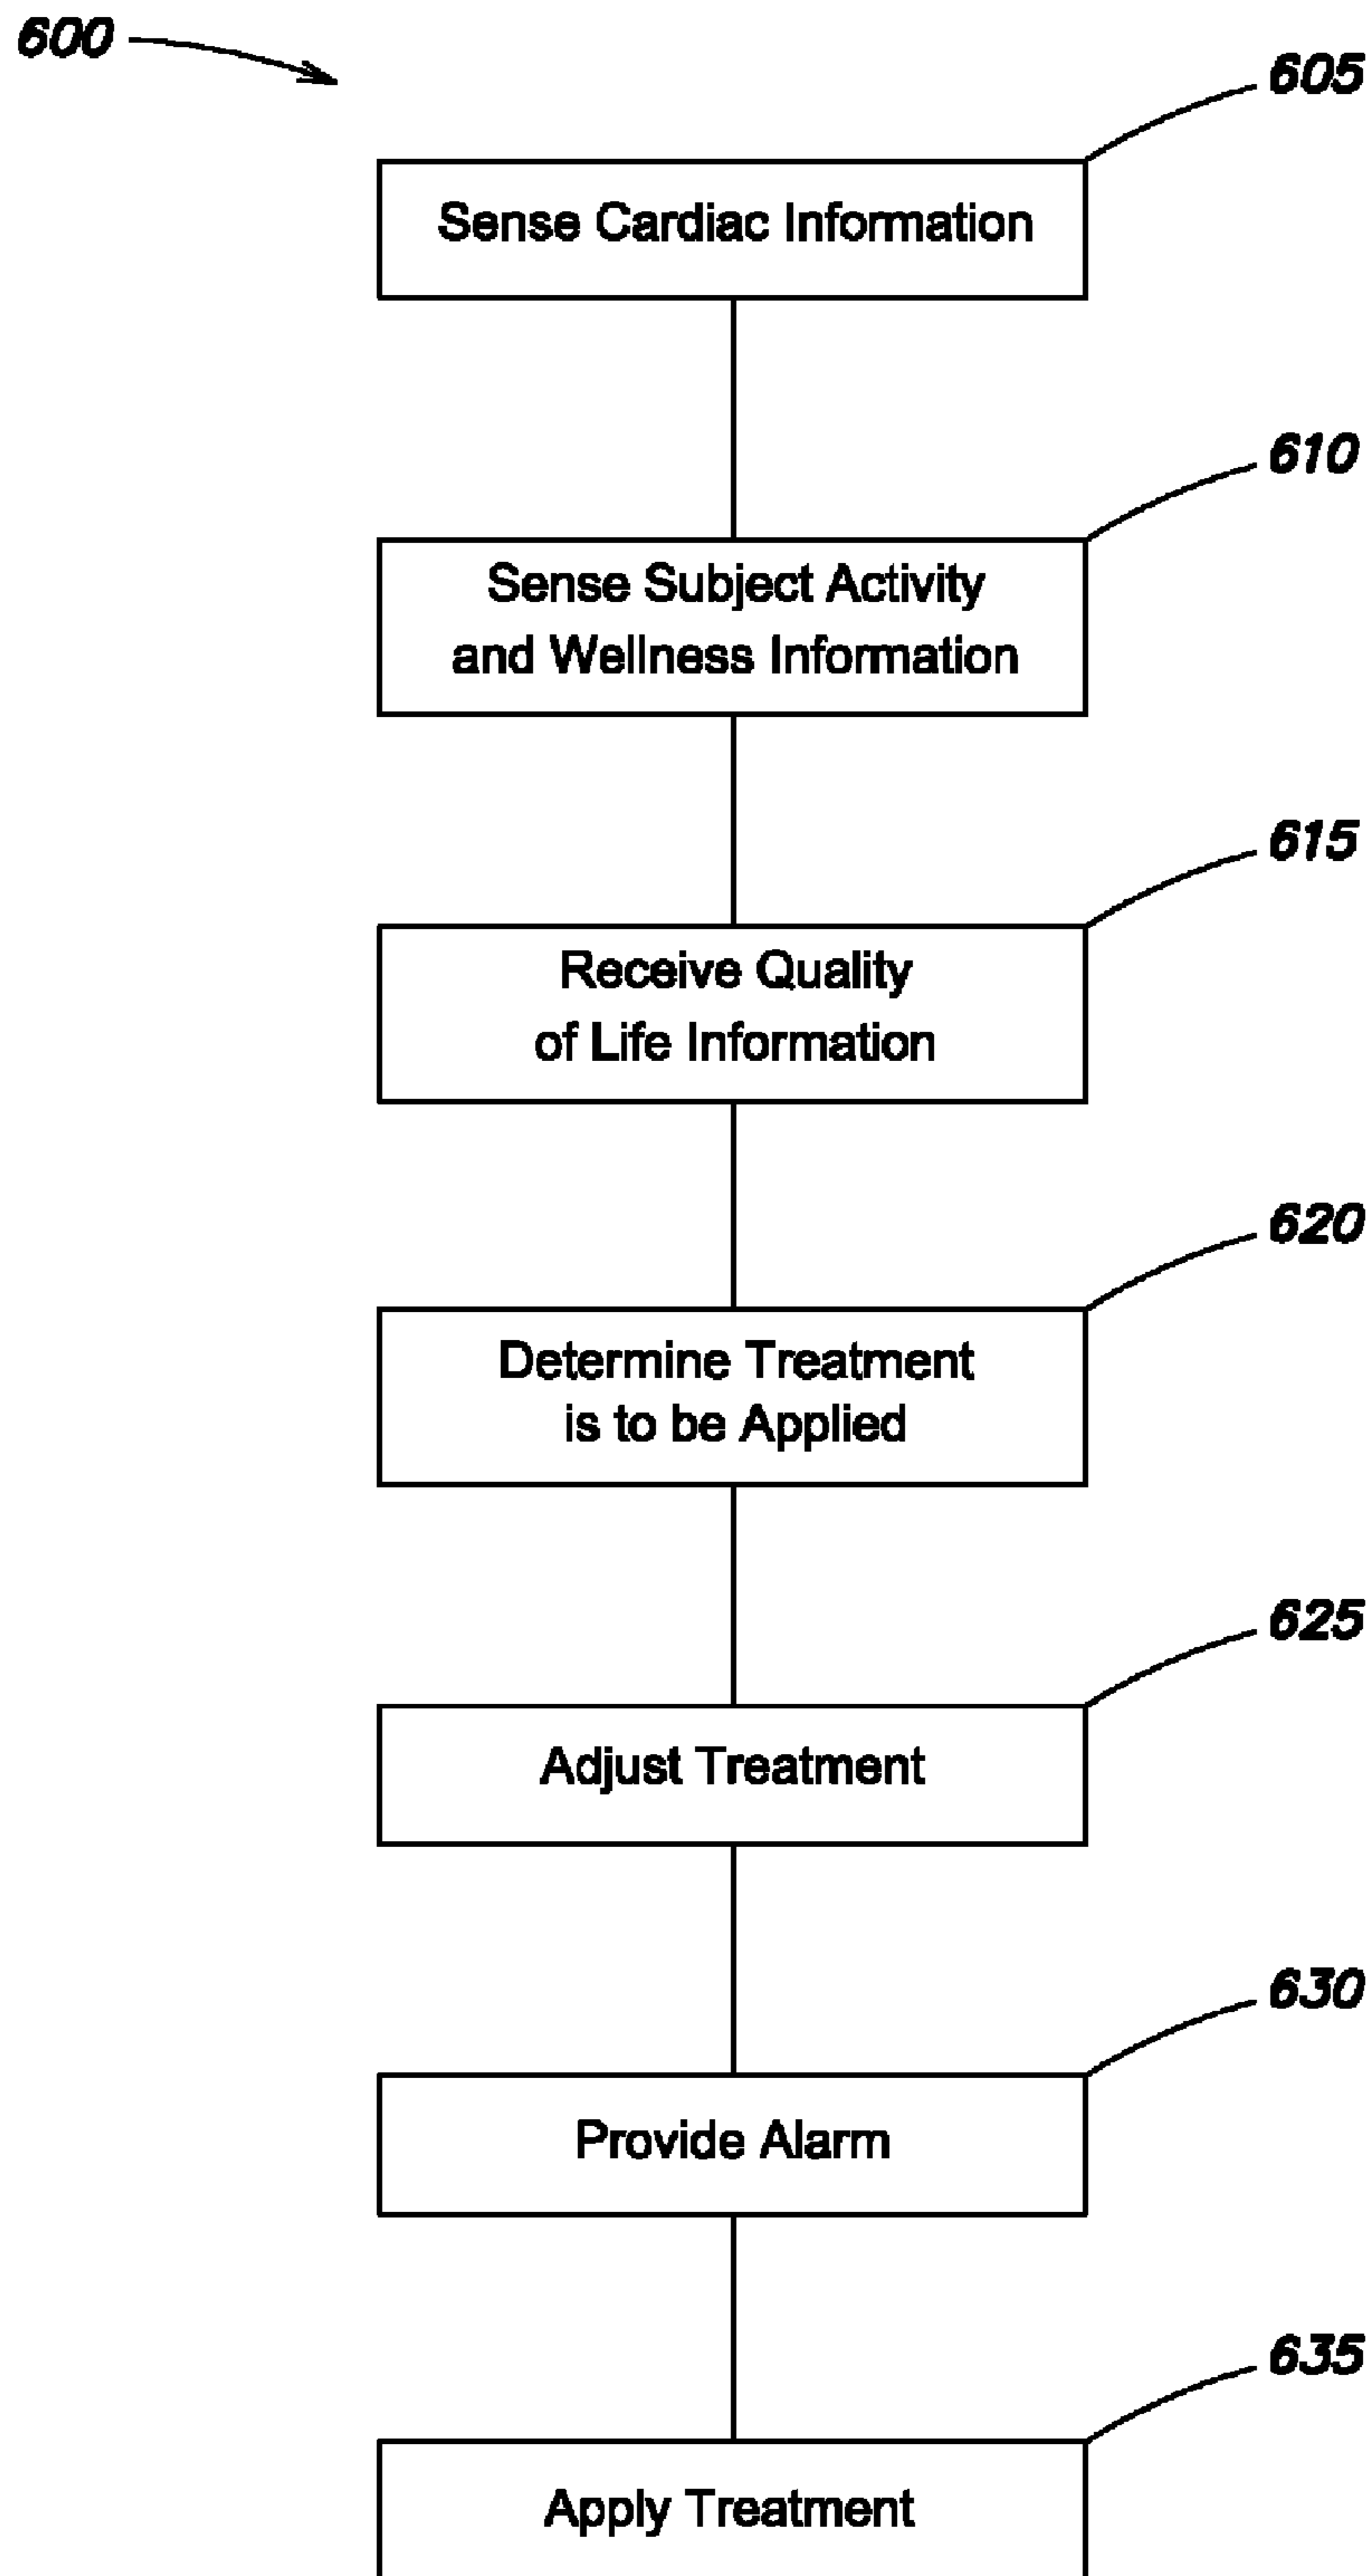 600
605
Sense Cardiac Information
610
Sense Subject Activity
and Wellness Information
615
Receive Quality
of Life Information
620
Determine Treatment
is to be Applied
625
Adjust Treatment
630
Provide Alarm
635
Apply Treatment